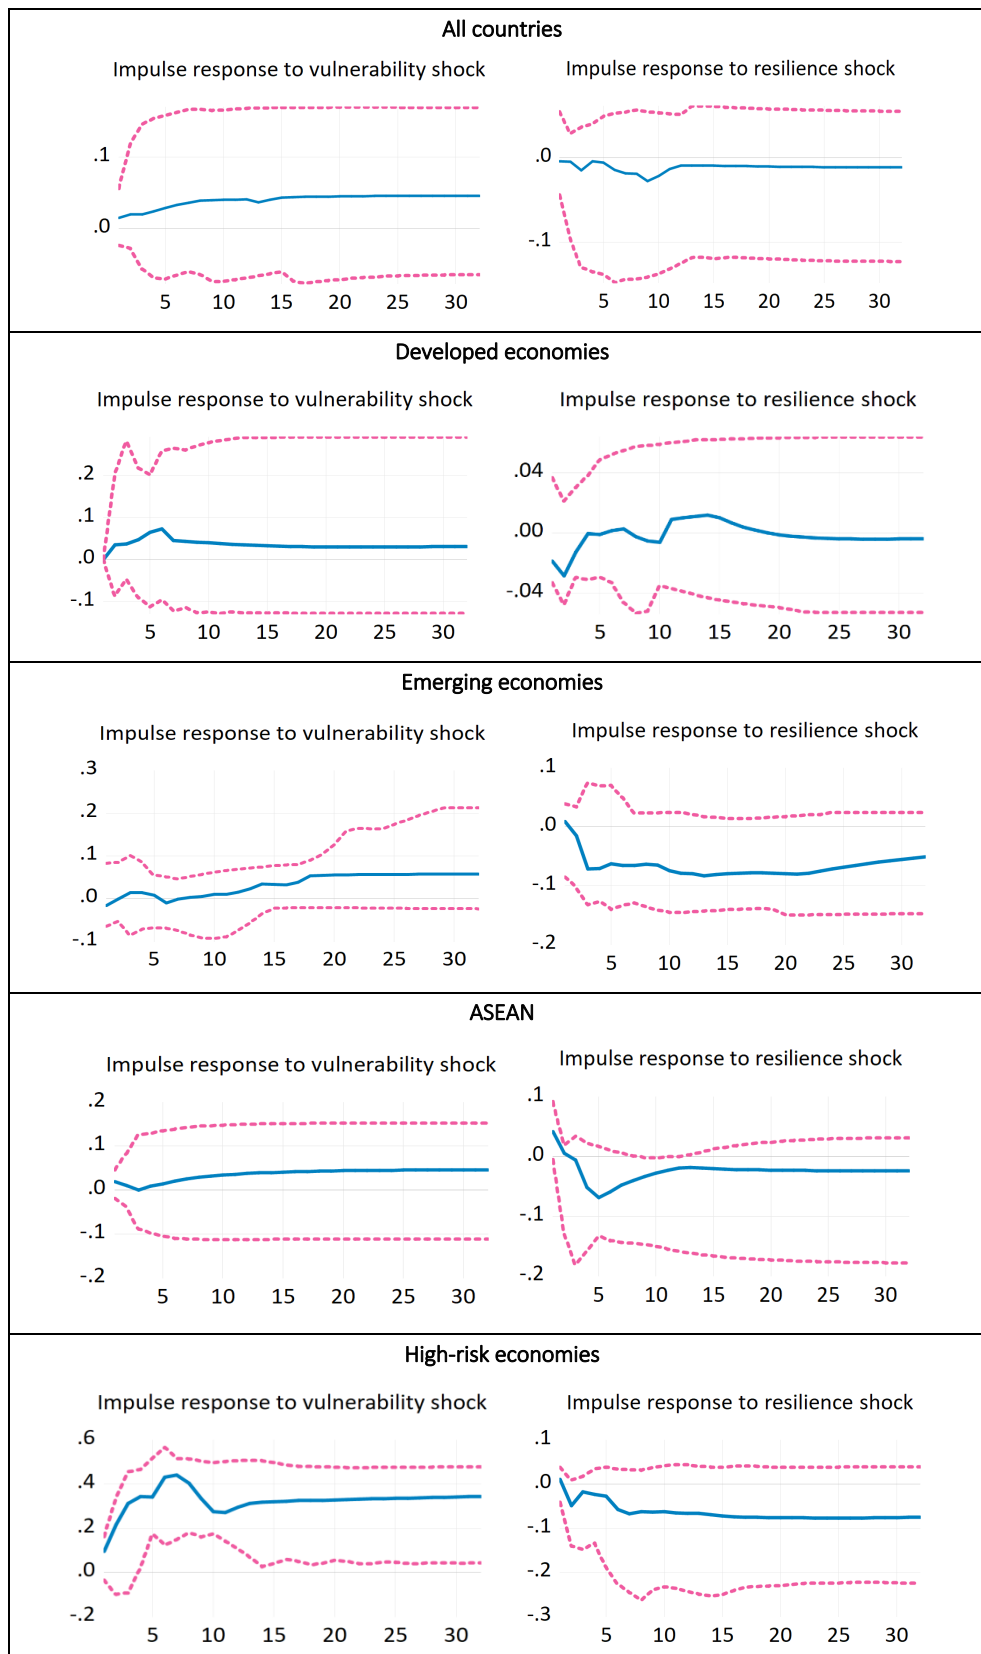 All countries
Impulse response to vulnerability shock
.1
.0
5 10 15 20 25 30
Impulse response to resilience shock
.0
-.1
5 10 15 20 25 30
Developed economies
Impulse response to vulnerability shock
.2
.1
.0
-.1
5 10 15 20 25 30
Impulse response to resilience shock
.04
.00
-.04
5 10 15 20 25 30
Emerging economies
Impulse response to vulnerability shock
.3
.2
.1
.0
-.1
5 10 15 20 25 30
Impulse response to resilience shock
.1
.0
-.1
-.2
5 10 15 20 25 30
ASEAN
Impulse response to vulnerability shock
.2
.1
.0
-.1
-.2
5 10 15 20 25 30
Impulse response to resilience shock
.1
.0
-.1
-.2
5 10 15 20 25 30
High-risk economies
Impulse response to vulnerability shock
.6
.4
.2
.0
-.2
5 10 15 20 25 30
Impulse response to resilience shock
.1
.0
-.1
-.2
-.3
5 10 15 20 25 30